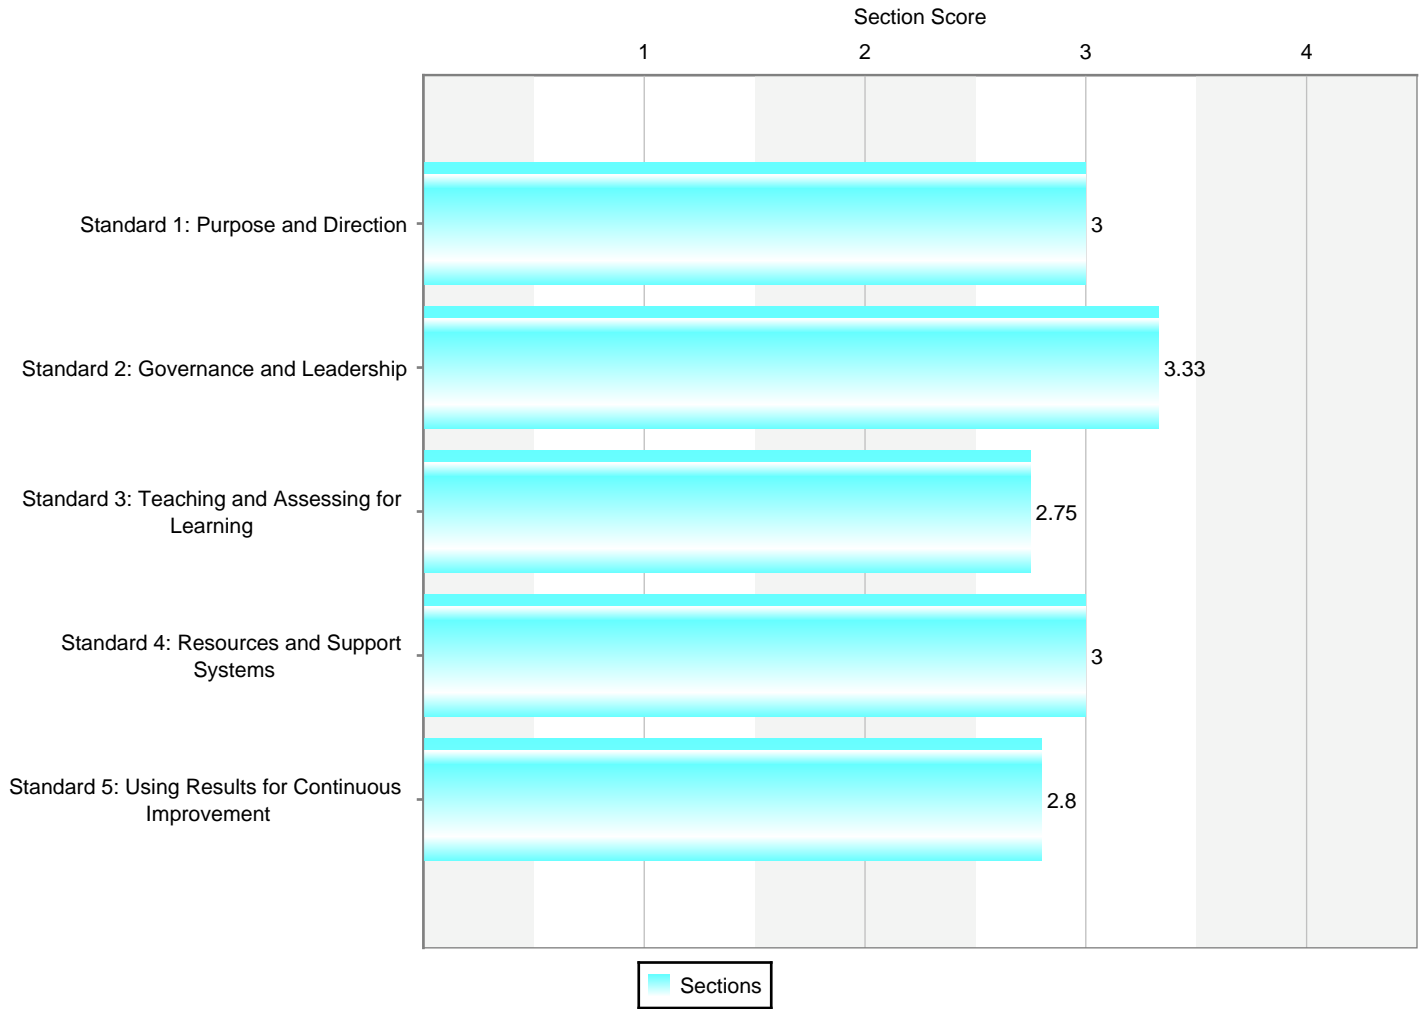 Section Score
1 2 3 4
Standard 1: Purpose and Direction
3
Standard 2: Governance and Leadership
3.33
Standard 3: Teaching and Assessing for
Learning
2.75
Standard 4: Resources and Support
Systems
3
Standard 5: Using Results for Continuous
Improvement
2.8
Sections